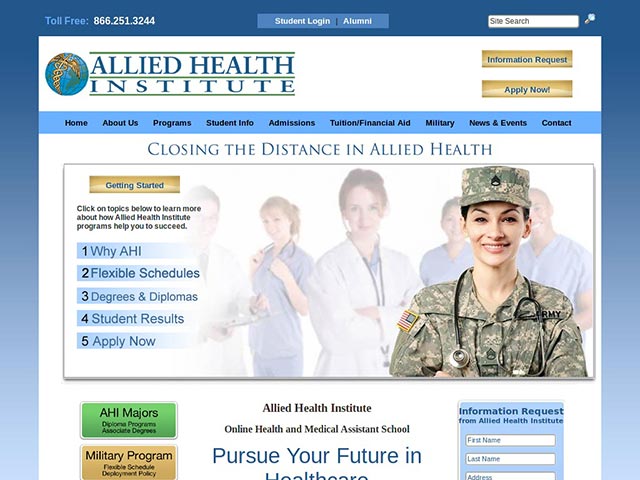 Toll Free: 866.251.3244
Student Login | Alumni
Site Search
ALLIED HEALTH
INSTITUTE
Information Request
Apply Now!
Home About Us Programs Student Info Admissions Tuition/Financial Aid Military News & Events Contact
CLOSING THE DISTANCE IN ALLIED HEALTH
Getting Started
Click on topics below to learn more
about how Allied Health Institute
programs help you to succeed.
1 Why AHI
2 Flexible Schedules
3 Degrees & Diplomas
4 Student Results
5 Apply Now
ARMY
AHI Majors
Diploma Programs
Associate Degrees
Military Program
Flexible Schedule
Deployment Policy
Allied Health Institute
Online Health and Medical Assistant School
Pursue Your Future in
Healthcare
Information Request
from Allied Health Institute
First Name
Last Name
Address